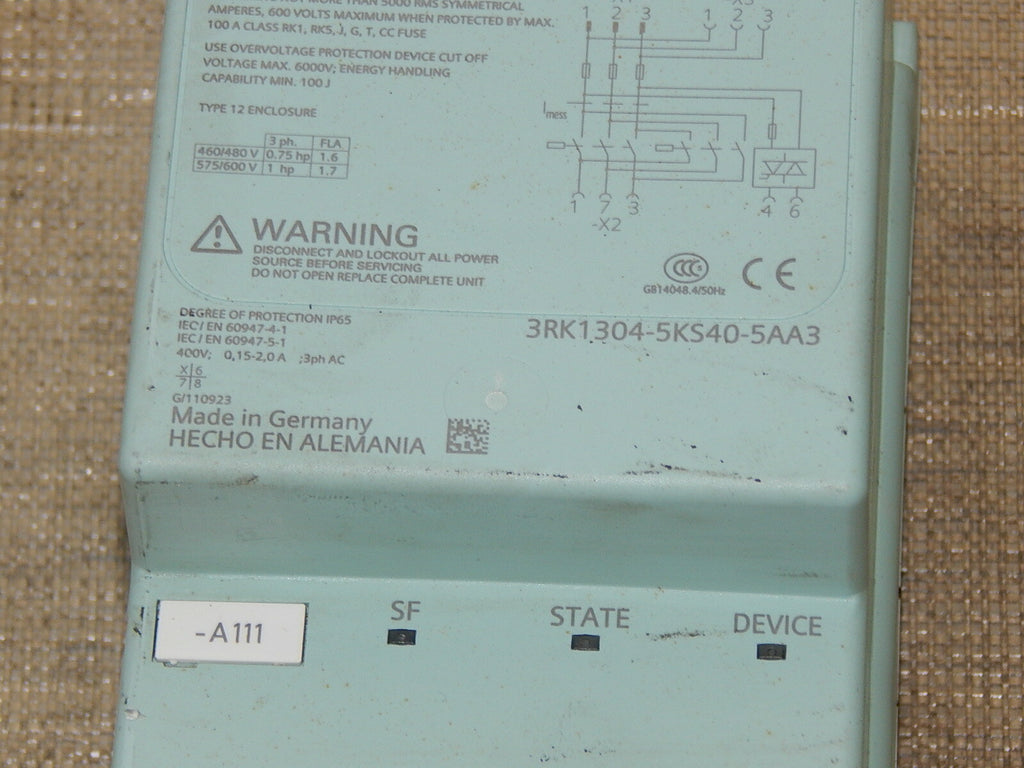 MORE THAN 5000 RMS SYMMETRICAL
AMPERES, 600 VOLTS MAXIMUM WHEN PROTECTED BY MAX.
100 A CLASS RK1, RK5, J, G, T, CC FUSE
USE OVERVOLTAGE PROTECTION DEVICE CUT OFF
VOLTAGE MAX. 6000V; ENERGY HANDLING
CAPABILITY MIN. 100 J
TYPE 12 ENCLOSURE
3 ph. FLA
460/480 V 0.75 hp 1.6
575/600 V 1 hp 1.7
1 2 3 1 2 3
Imess
1 7 3 4 6
-X2
WARNING
DISCONNECT AND LOCKOUT ALL POWER
SOURCE BEFORE SERVICING
DO NOT OPEN REPLACE COMPLETE UNIT
CCC CE
GB14048.4/50Hz
DEGREE OF PROTECTION IP65
IEC/ EN 60947-4-1
IEC/ EN 60947-5-1
400V; 0,15-2,0 A ;3ph AC
3RK1304-5KS40-5AA3
X 6
7 8
G/110923
Made in Germany
HECHO EN ALEMANIA
-A111
SF
STATE
DEVICE